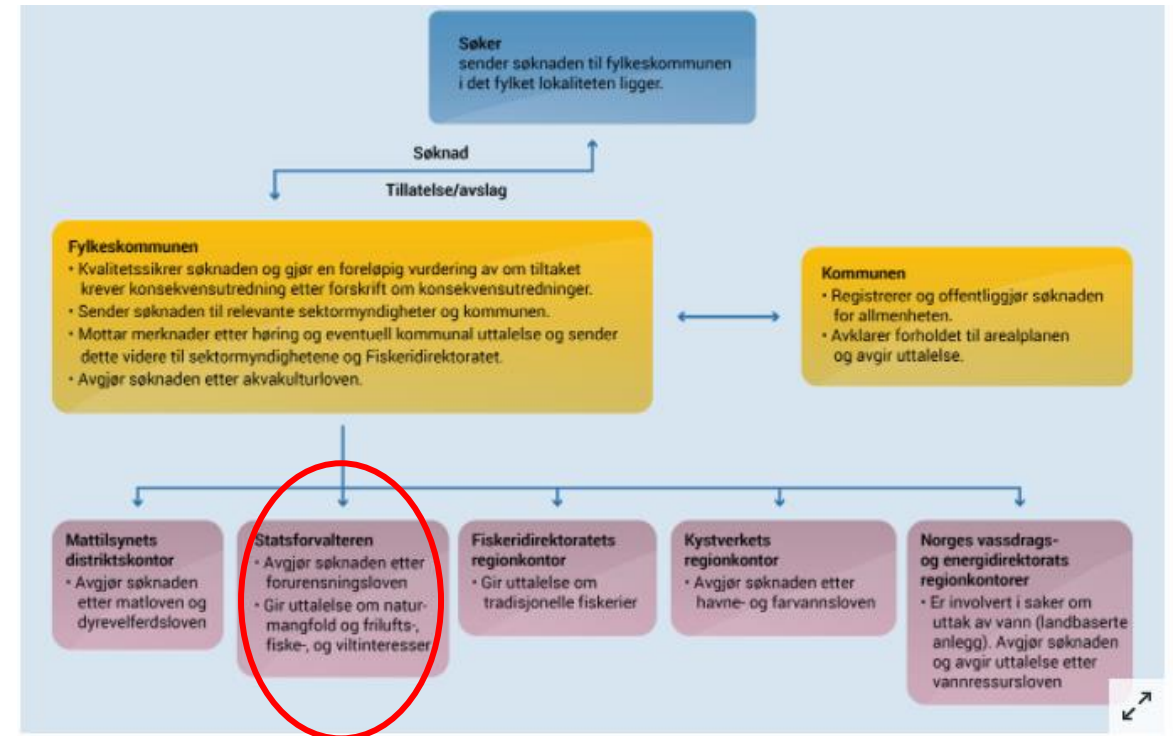 Søker
sender søknaden til fylkeskommunen
i det fylket lokaliteten ligger.
Søknad
Tillatelse/avslag
Fylkeskommunen
• Kvalitetssikrer søknaden og gjør en foreløpig vurdering av om tiltaket
krever konsekvensutredning etter forskrift om konsekvensutredninger.
• Sender søknaden til relevante sektormyndigheter og kommunen.
• Mottar merknader etter høring og eventuell kommunal uttalelse og sender
dette videre til sektormyndighetene og Fiskeridirektoratet.
• Avgjør søknaden etter akvakulturloven.
Kommunen
• Registrerer og offentliggjør søknaden
for allmenheten.
• Avklarer forholdet til arealplanen
og avgir uttalelse.
Mattilsynets
distriktskontor
• Avgjør søknaden
etter matloven og
dyrevelferdsloven
Statsforvalteren
• Avgjør søknaden etter
forurensningsloven
• Gir uttalelse om natur-
mangfold og frilufts-,
fiske-, og viltinteresser
Fiskeridirektoratets
regionkontor
• Gir uttalelse om
tradisjonelle fiskerier
Kystverkets
regionkontor
• Avgjør søknaden etter
havne- og farvannsloven
Norges vassdrags-
og energidirektorats
regionkontorer
• Er involvert i saker om
uttak av vann (landbaserte
anlegg). Avgjør søknaden
og avgir uttalelse etter
vannressursloven